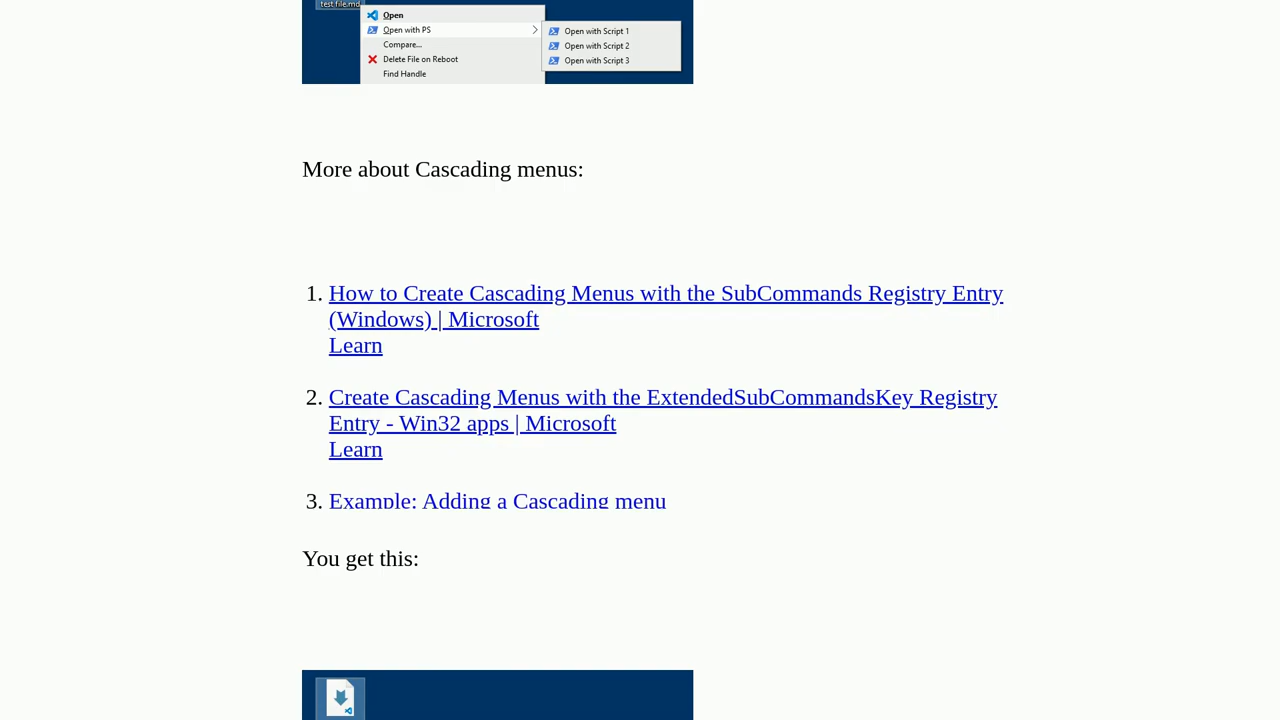 test file.md
Open
Open with PS
Open with Script 1
Compare...
Open with Script 2
Delete File on Reboot
Open with Script 3
Find Handle
More about Cascading menus:
1. How to Create Cascading Menus with the SubCommands Registry Entry
(Windows) | Microsoft
Learn
2. Create Cascading Menus with the ExtendedSubCommandsKey Registry
Entry - Win32 apps | Microsoft
Learn
3. Example: Adding a Cascading menu
You get this: